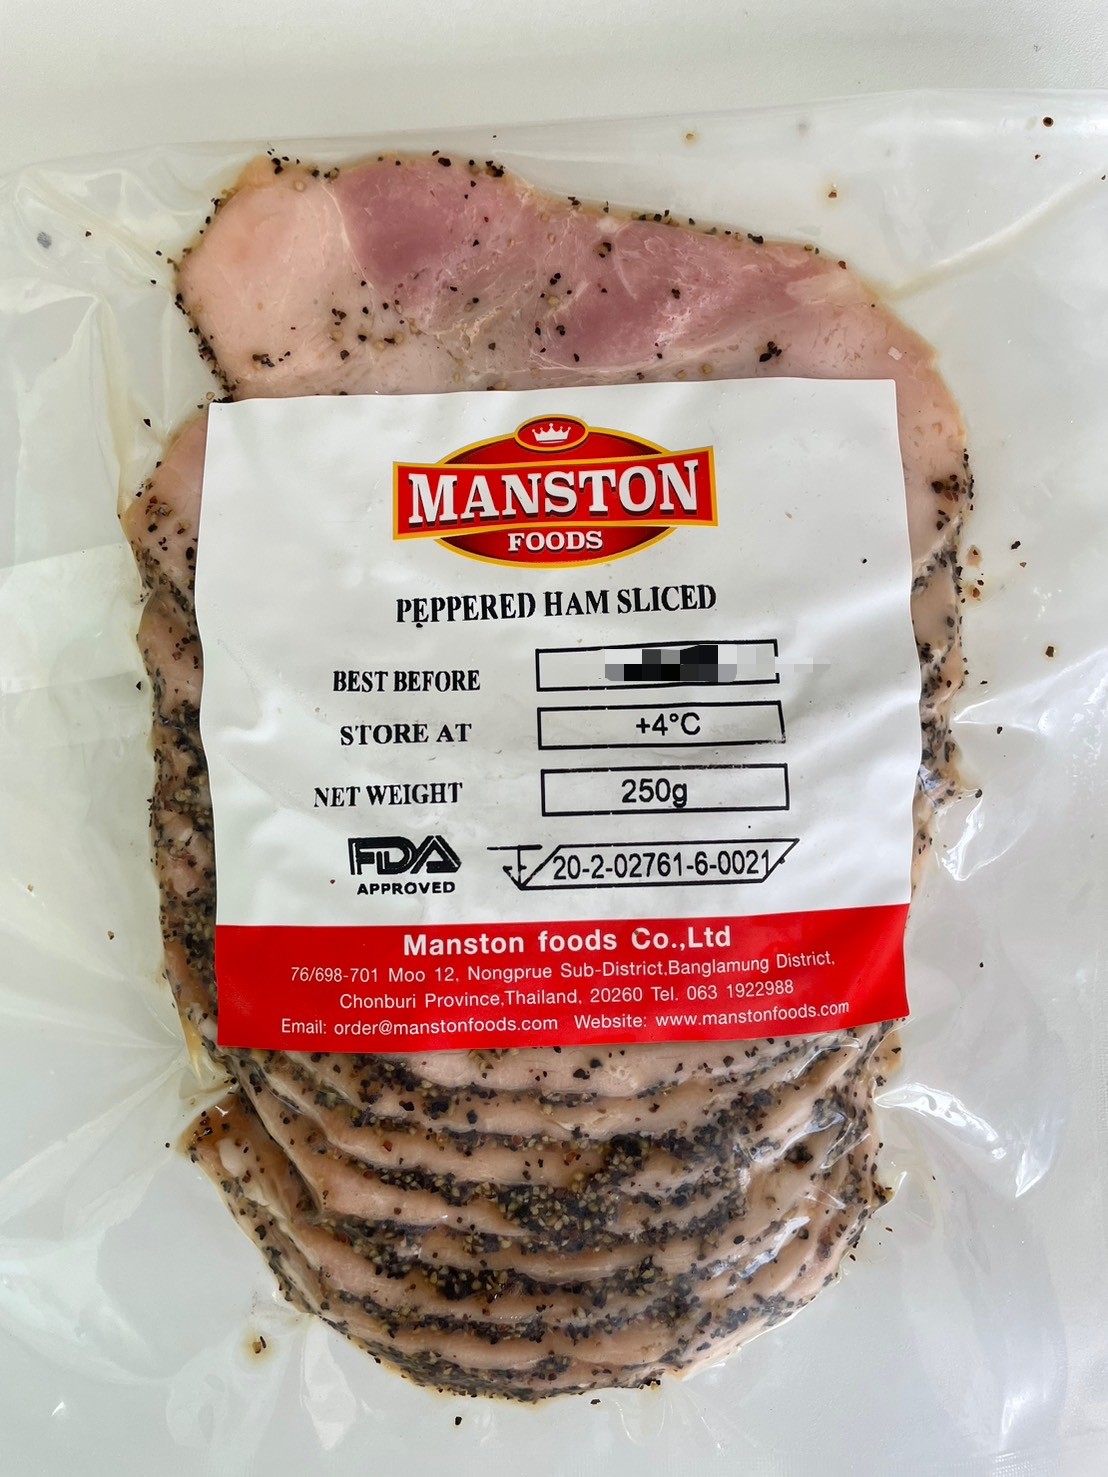 MANSTON
FOODS
PEPPERED HAM SLICED
BEST BEFORE
STORE AT +4°C
NET WEIGHT 250g
FDA
APPROVED
20-2-02761-6-0021
Manston foods Co.,Ltd
76/698-701 Moo 12, Nongprue Sub-District,Banglamung District,
Chonburi Province,Thailand, 20260 Tel. 063 1922988
Email: order@manstonfoods.com Website: www.manstonfoods.com